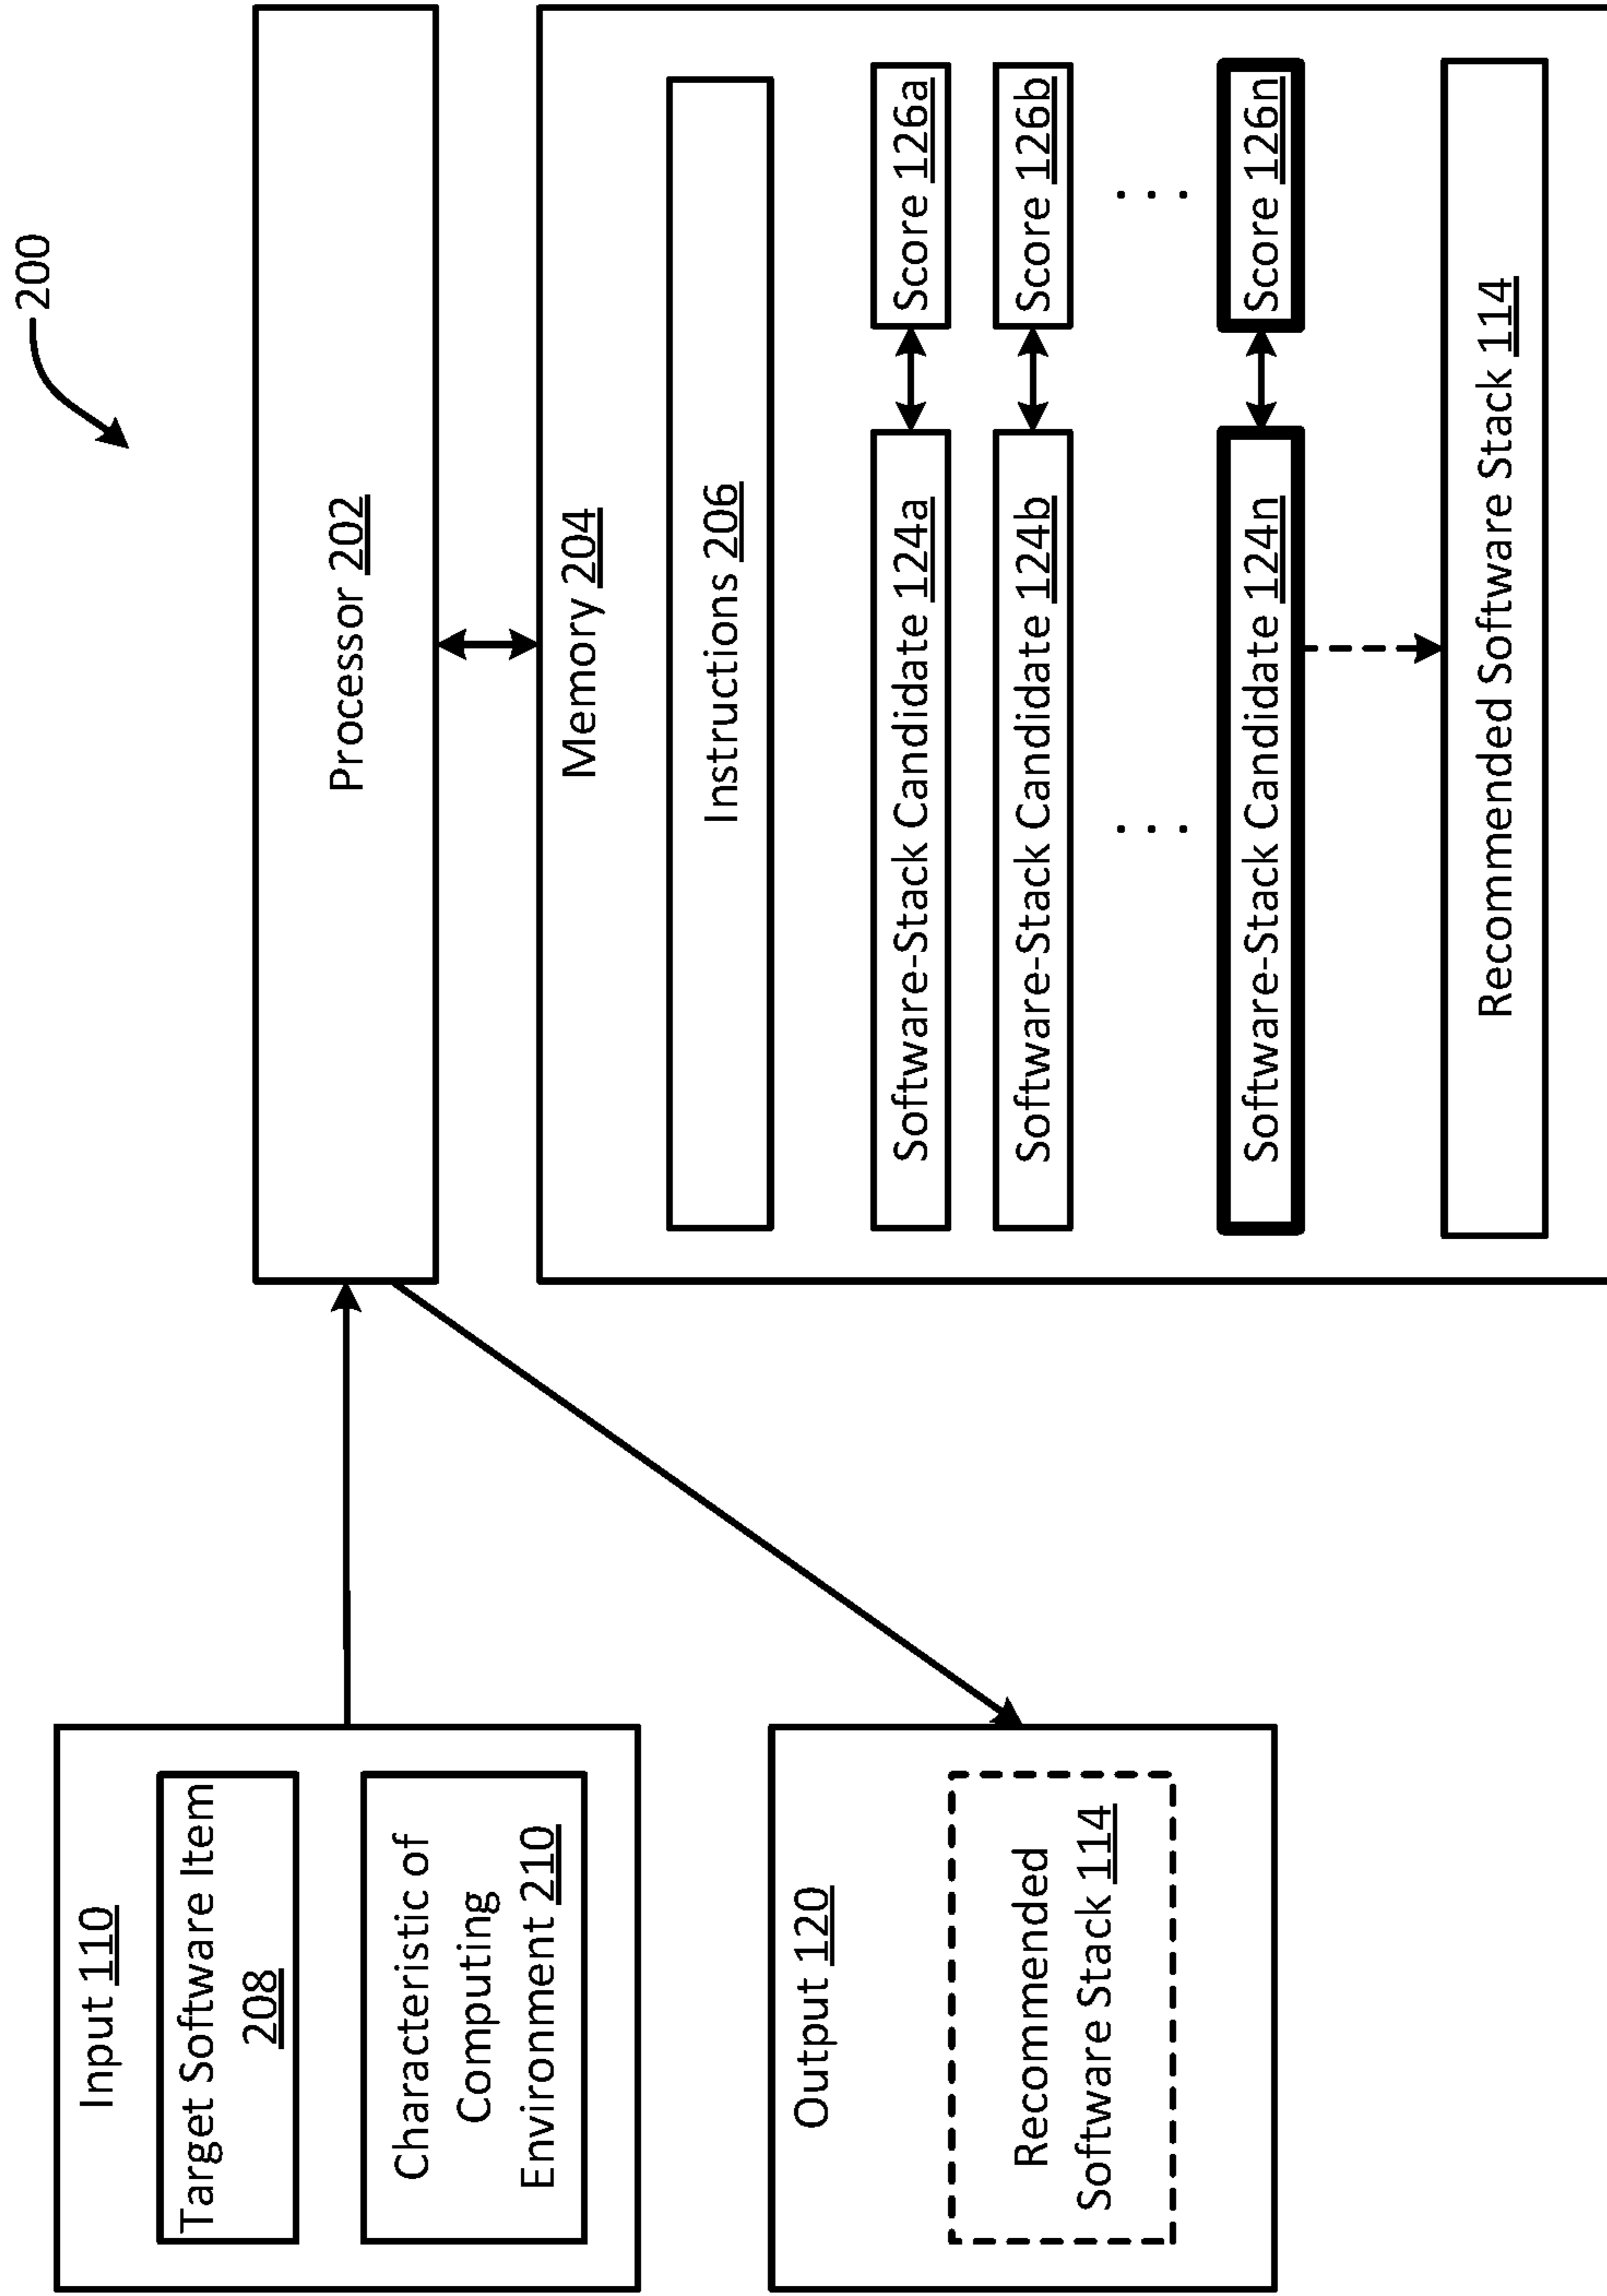 200
Input 110
Target Software Item
208
Characteristic of
Computing
Environment 210
Output 120
Recommended
Software Stack 114
Processor 202
Memory 204
Instructions 206
Software-Stack Candidate 124a
Score 126a
Software-Stack Candidate 124b
Score 126b
. . .
. . .
Software-Stack Candidate 124n
Score 126n
Recommended Software Stack 114